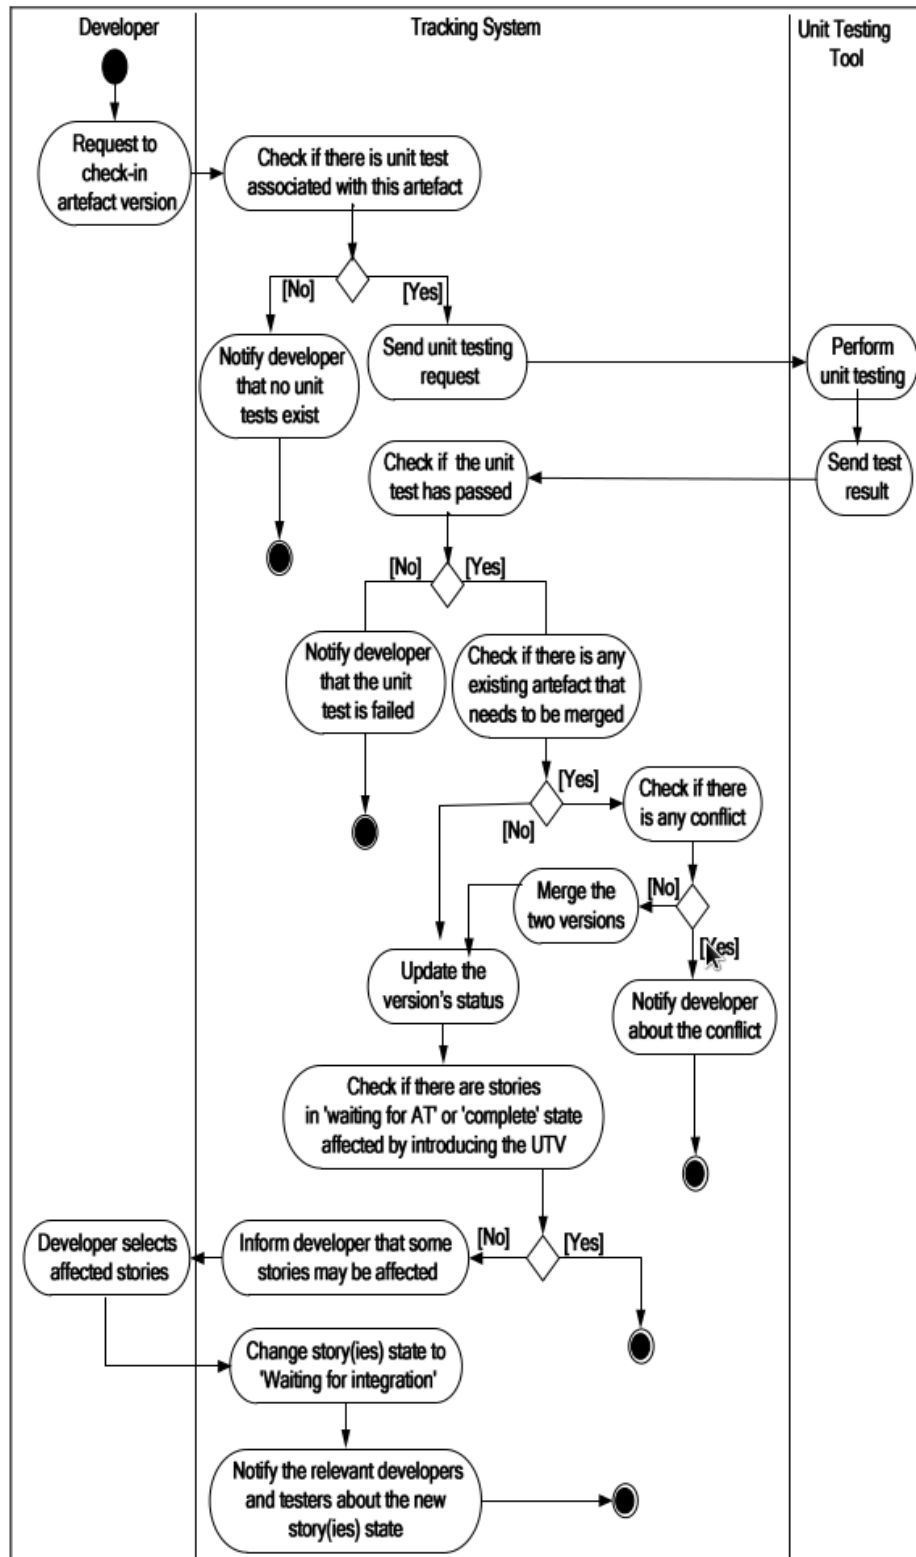 Developer
Tracking System
Unit Testing
Tool
Request to
check-in
artefact version
Check if there is unit test
associated with this artefact
[No]
[Yes]
Notify developer
that no unit
tests exist
Send unit testing
request
Perform
unit testing
Check if the unit
test has passed
Send test
result
[No]
[Yes]
Notify developer
that the unit
test is failed
Check if there is any
existing artefact that
needs to be merged
[Yes]
[No]
Check if there
is any conflict
[No]
Merge the
two versions
[Yes]
Update the
version's status
Notify developer
about the conflict
Check if there are stories
in 'waiting for AT' or 'complete' state
affected by introducing the UTV
[No]
[Yes]
Developer selects
affected stories
Inform developer that some
stories may be affected
Change story(ies) state to
'Waiting for integration'
Notify the relevant developers
and testers about the new
story(ies) state